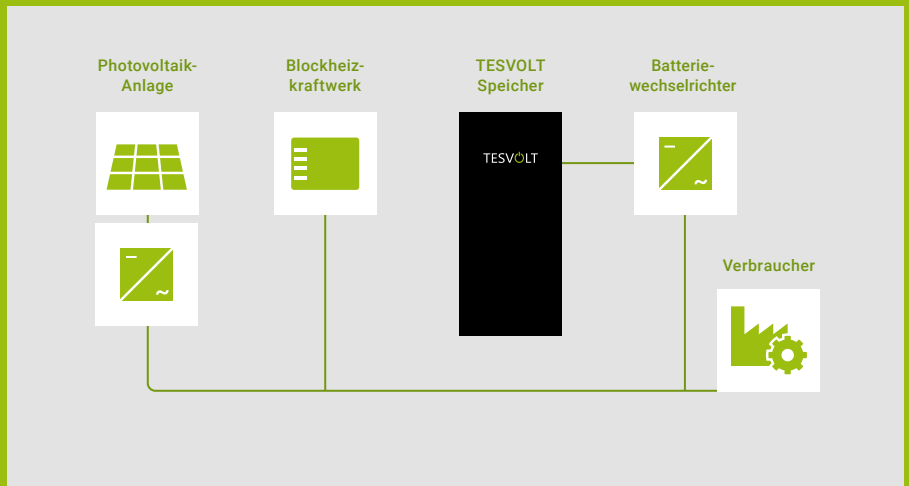 Photovoltaik-
Anlage
Blockheiz-
kraftwerk
TESVOLT
Speicher
Batterie-
wechselrichter
TESVOLT
Verbraucher